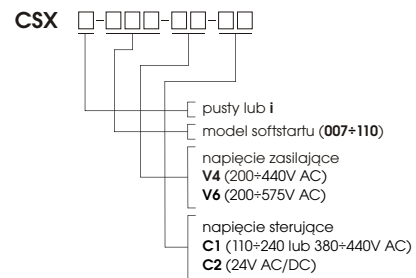 CSX □-□□□-□□-□□
pusty lub i
model softstartu (007÷110)
napięcie zasilające
V4 (200÷440V AC)
V6 (200÷575V AC)
napięcie sterujące
C1 (110÷240 lub 380÷440V AC)
C2 (24V AC/DC)